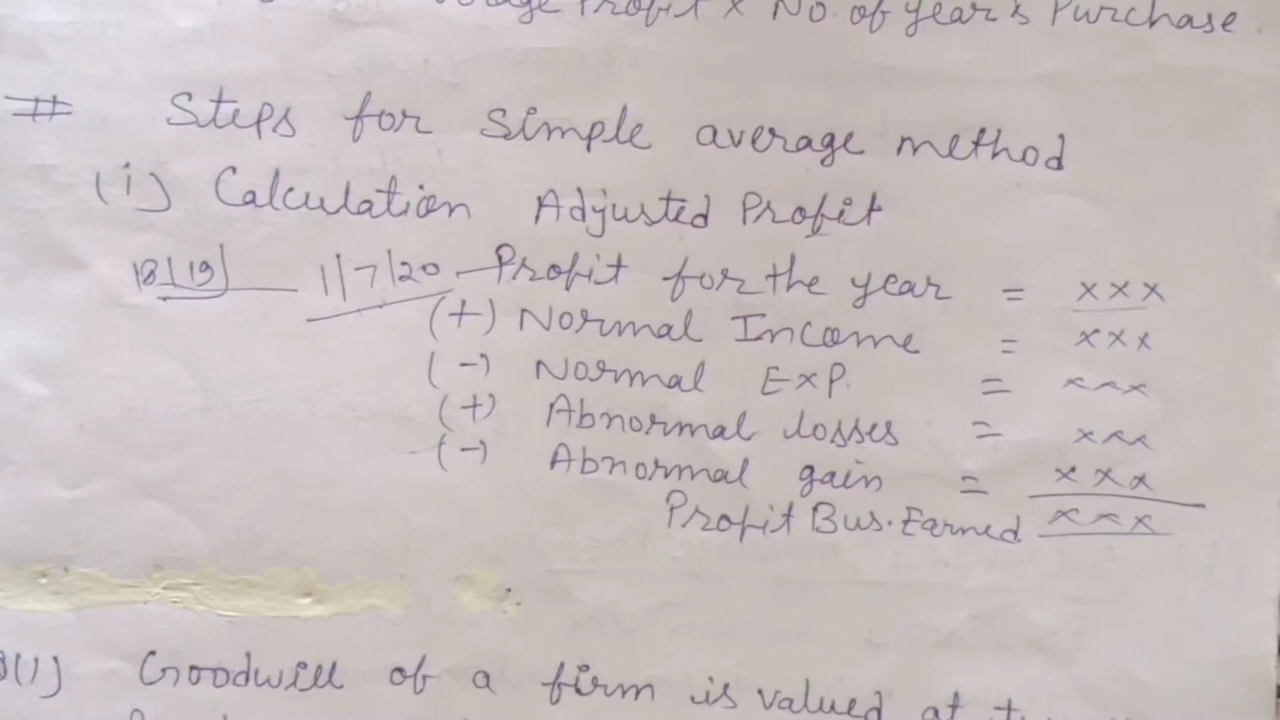 Profit x No. of year's Purchase.
# Steps for simple average method
(i) Calculation Adjusted Profit
18/19/ 1/7/20 Profit for the year = xxx
(+) Normal Income = xxx
(-) Normal Exp. = xxx
(+) Abnormal losses = xxx
(-) Abnormal gain = xxx
Profit Bus. Earned xxx
(1) Goodwill of a firm is valued at